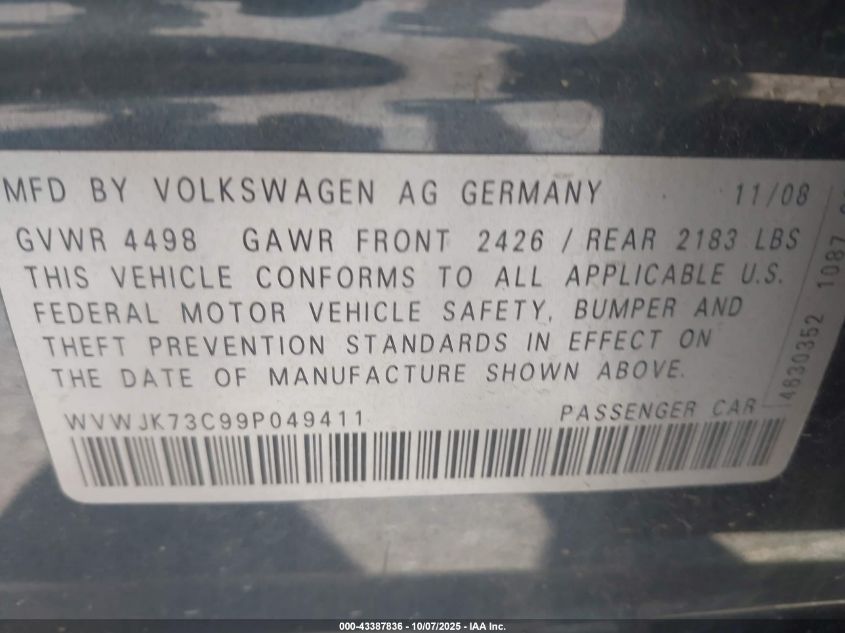 MFD BY VOLKSWAGEN AG GERMANY 11/08
GVWR 4498 GAWR FRONT 2426 / REAR 2183 LBS
THIS VEHICLE CONFORMS TO ALL APPLICABLE U.S.
FEDERAL MOTOR VEHICLE SAFETY, BUMPER AND
THEFT PREVENTION STANDARDS IN EFFECT ON
THE DATE OF MANUFACTURE SHOWN ABOVE.
WVWJK73C99P049411 PASSENGER CAR
4630352 1087
000-43387836 - 10/07/2025 - IAA Inc.